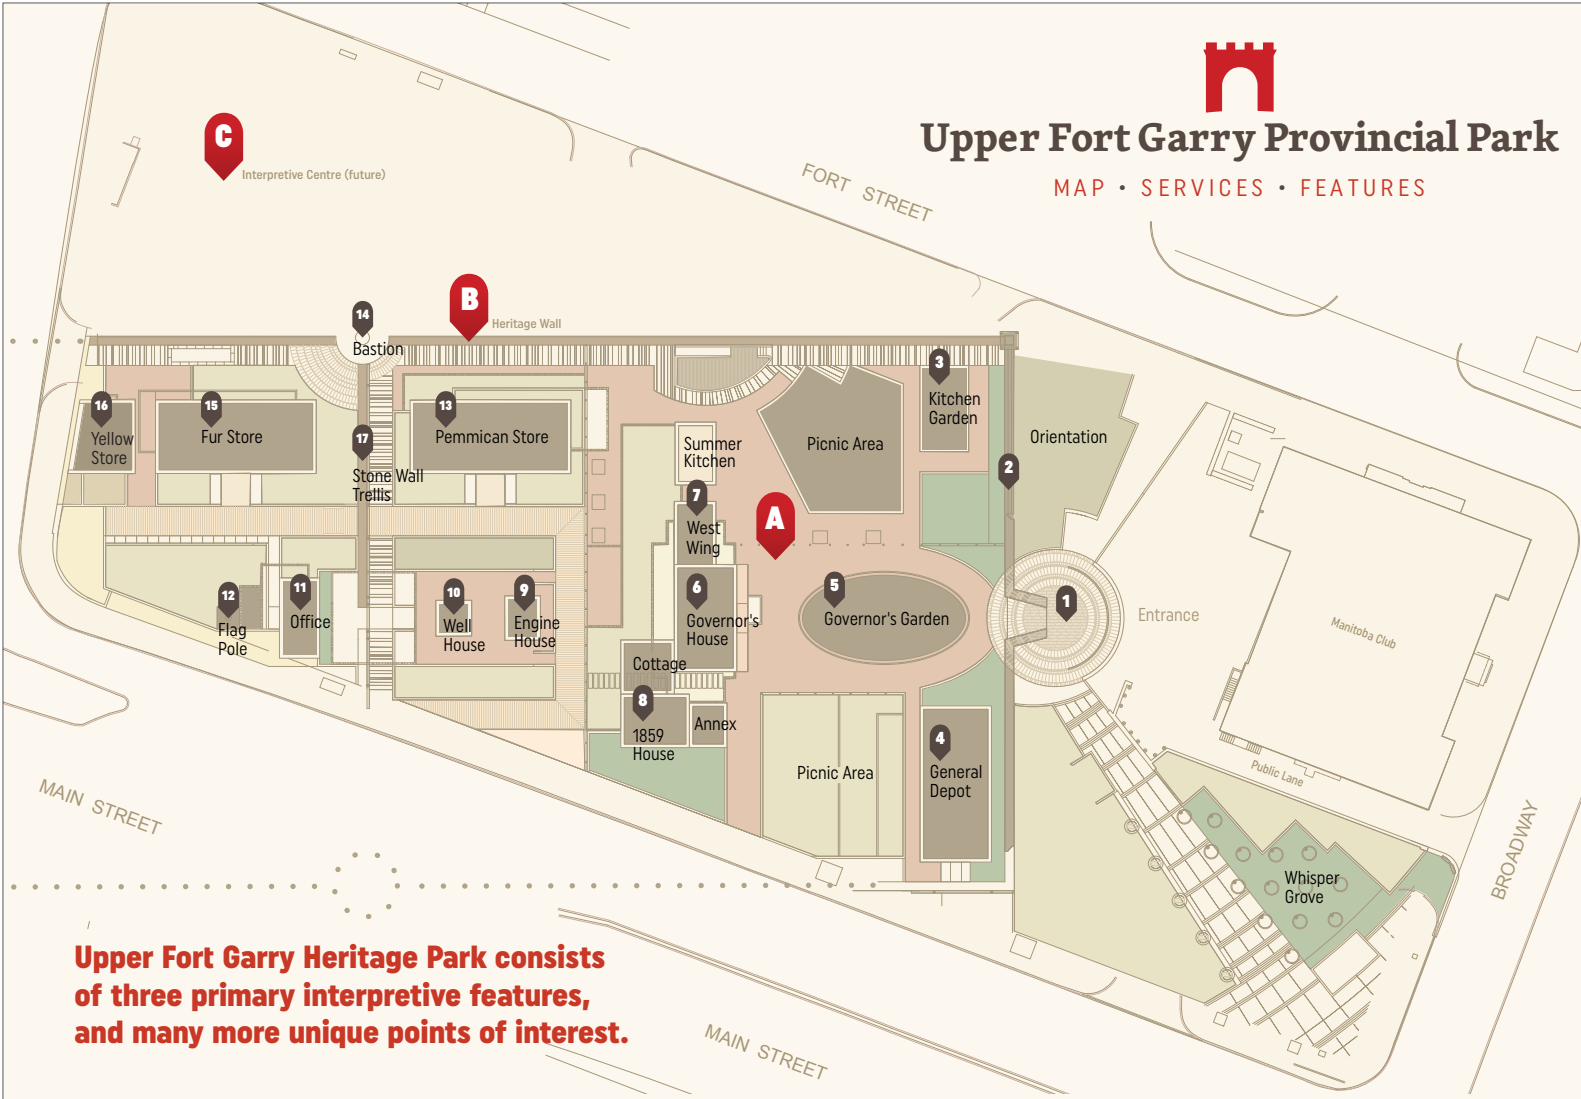 Upper Fort Garry Provincial Park
MAP • SERVICES • FEATURES
FORT STREET
C
Interpretive Centre (future)
B
Heritage Wall
14
Bastion
16
Yellow
Store
15
Fur Store
17
Stone Wall
Trellis
13
Pemmican Store
Summer
Kitchen
7
West
Wing
A
Picnic Area
3
Kitchen
Garden
2
Orientation
12
Flag
Pole
11
Office
10
Well
House
9
Engine
House
6
Governor's
House
Cottage
8
1859
House
Annex
5
Governor's Garden
1
Entrance
Manitoba Club
Picnic Area
4
General
Depot
Public Lane
Whisper
Grove
BROADWAY
MAIN STREET
Upper Fort Garry Heritage Park consists
of three primary interpretive features,
and many more unique points of interest.
MAIN STREET